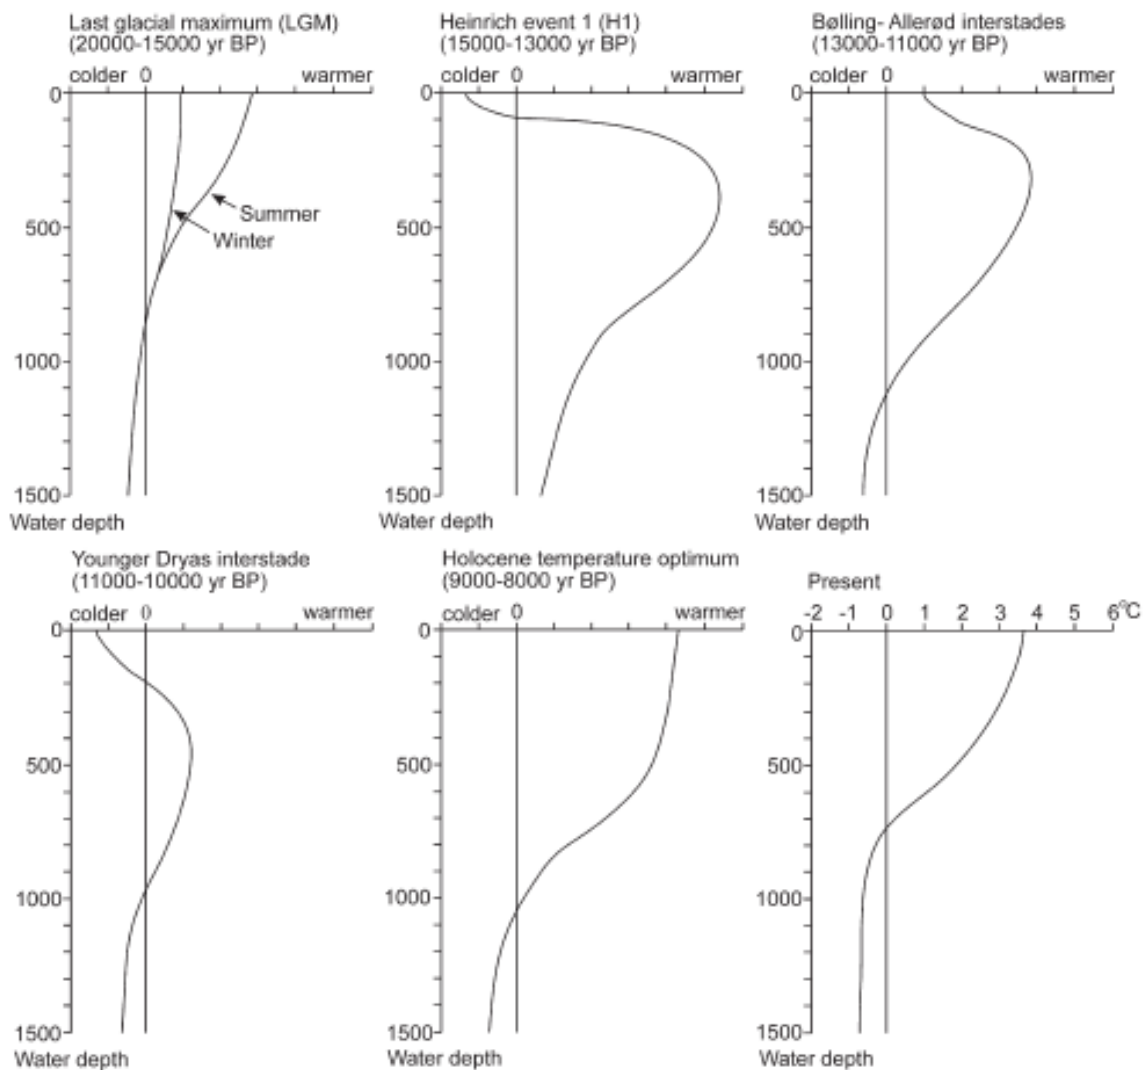 Last glacial maximum (LGM)
(20000-15000 yr BP)
colder 0 warmer
0
500
1000
1500
Summer
Winter
Water depth
Heinrich event 1 (H1)
(15000-13000 yr BP)
colder 0 warmer
0
500
1000
1500
Water depth
Bølling- Allerød interstades
(13000-11000 yr BP)
colder 0 warmer
0
500
1000
1500
Water depth
Younger Dryas interstade
(11000-10000 yr BP)
colder 0 warmer
0
500
1000
1500
Water depth
Holocene temperature optimum
(9000-8000 yr BP)
colder 0 warmer
0
500
1000
1500
Water depth
Present
-2 -1 0 1 2 3 4 5 6°C
0
500
1000
1500
Water depth